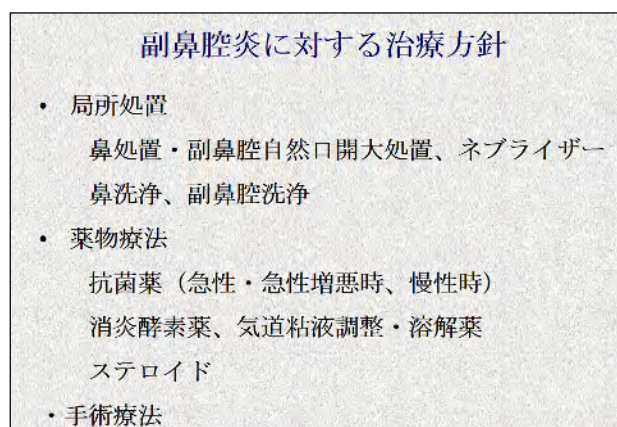 副鼻腔炎に対する治療方針
• 局所処置
鼻処置・副鼻腔自然口開大処置、ネブライザー
鼻洗浄、副鼻腔洗浄
• 薬物療法
抗菌薬（急性・急性増悪時、慢性時）
消炎酵素薬、気道粘液調整・溶解薬
ステロイド
・手術療法